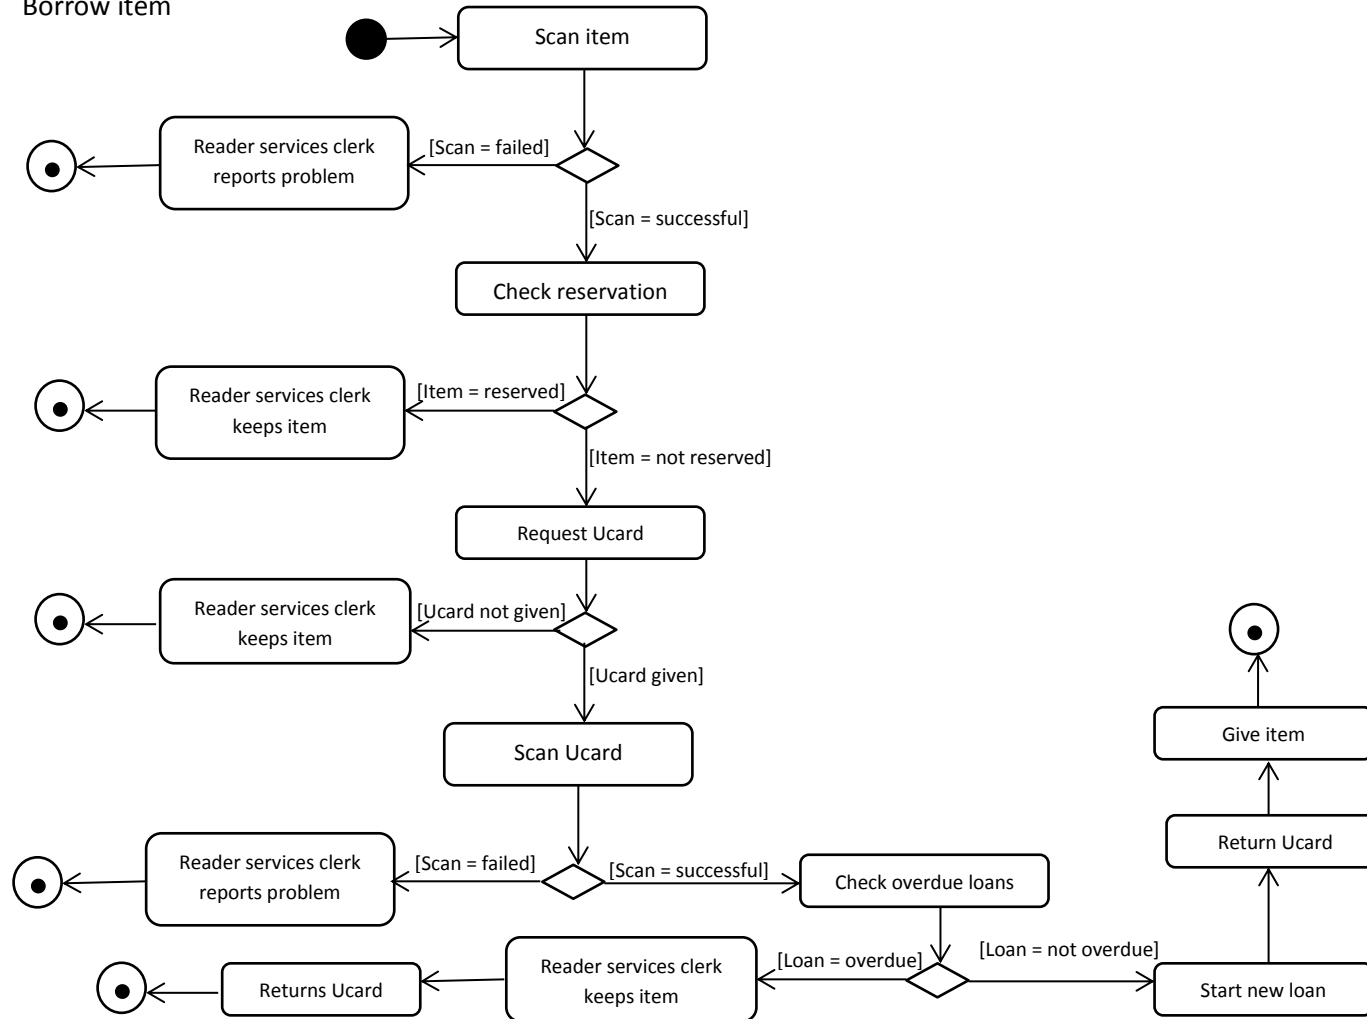 Borrow item
Scan item
Reader services clerk
reports problem
[Scan = failed]
[Scan = successful]
Check reservation
Reader services clerk
keeps item
[Item = reserved]
[Item = not reserved]
Request Ucard
Reader services clerk
keeps item
[Ucard not given]
[Ucard given]
Scan Ucard
Give item
Return Ucard
Reader services clerk
reports problem
[Scan = failed]
[Scan = successful]
Check overdue loans
Returns Ucard
Reader services clerk
keeps item
[Loan = overdue]
[Loan = not overdue]
Start new loan